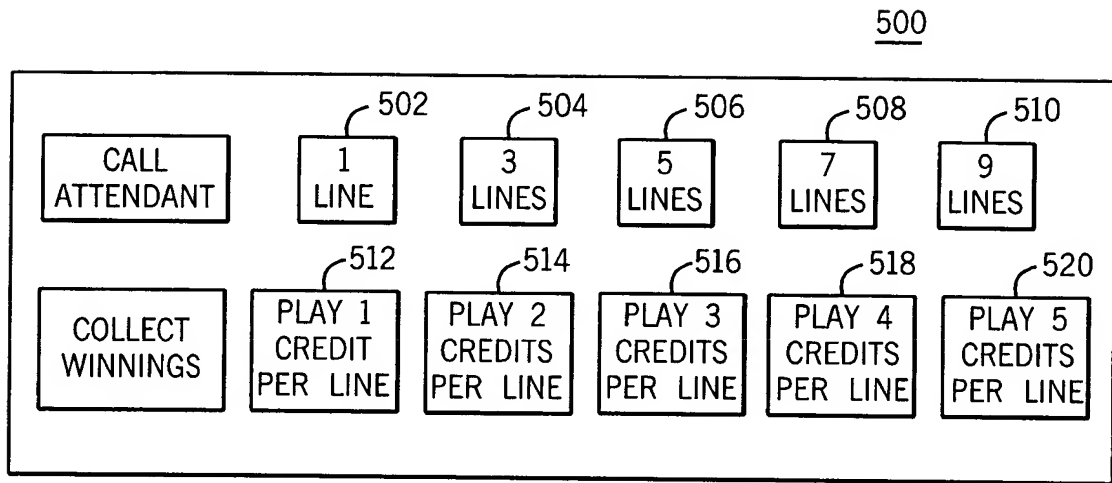 500
502
504
506
508
510
CALL
ATTENDANT
1
LINE
3
LINES
5
LINES
7
LINES
9
LINES
512
514
516
518
520
COLLECT
WINNINGS
PLAY 1
CREDIT
PER LINE
PLAY 2
CREDITS
PER LINE
PLAY 3
CREDITS
PER LINE
PLAY 4
CREDITS
PER LINE
PLAY 5
CREDITS
PER LINE